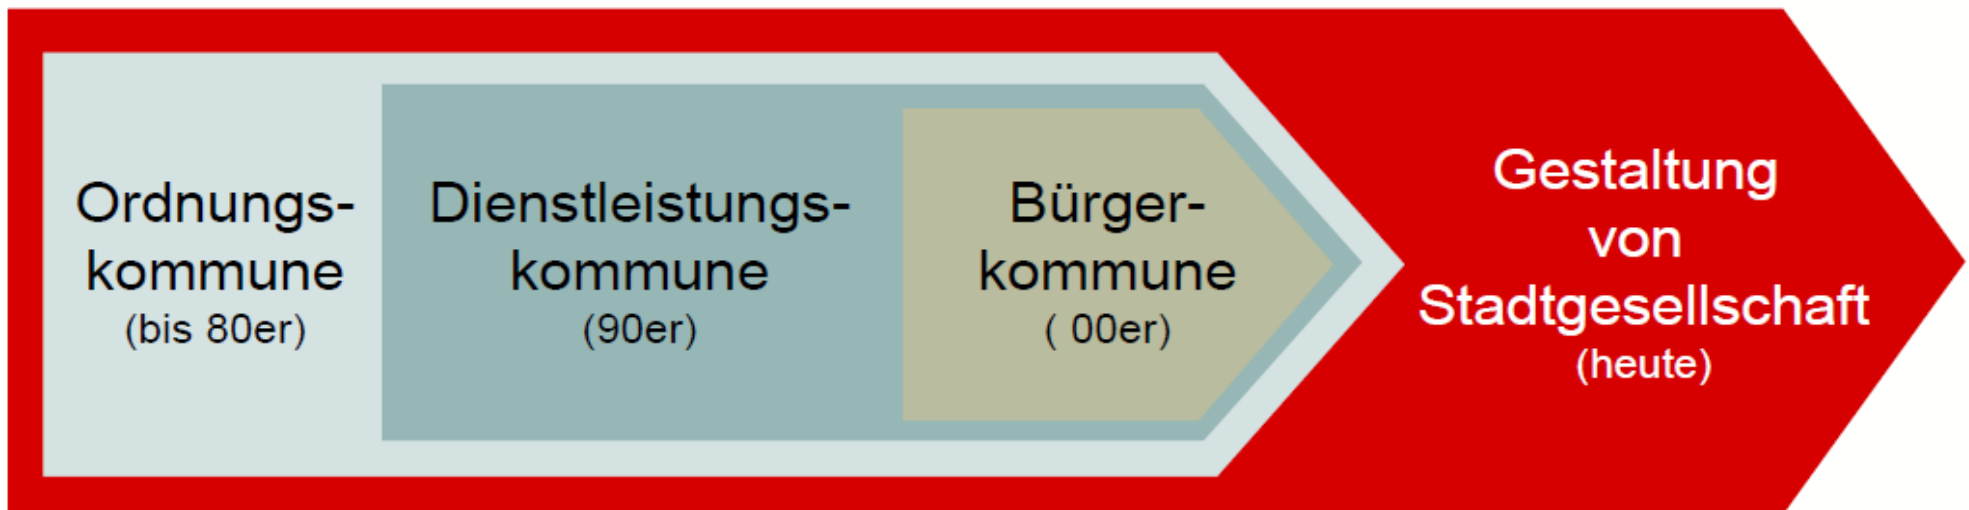 Ordnungs-
kommune
(bis 80er)
Dienstleistungs-
kommune
(90er)
Bürger-
kommune
( 00er)
Gestaltung
von
Stadtgesellschaft
(heute)